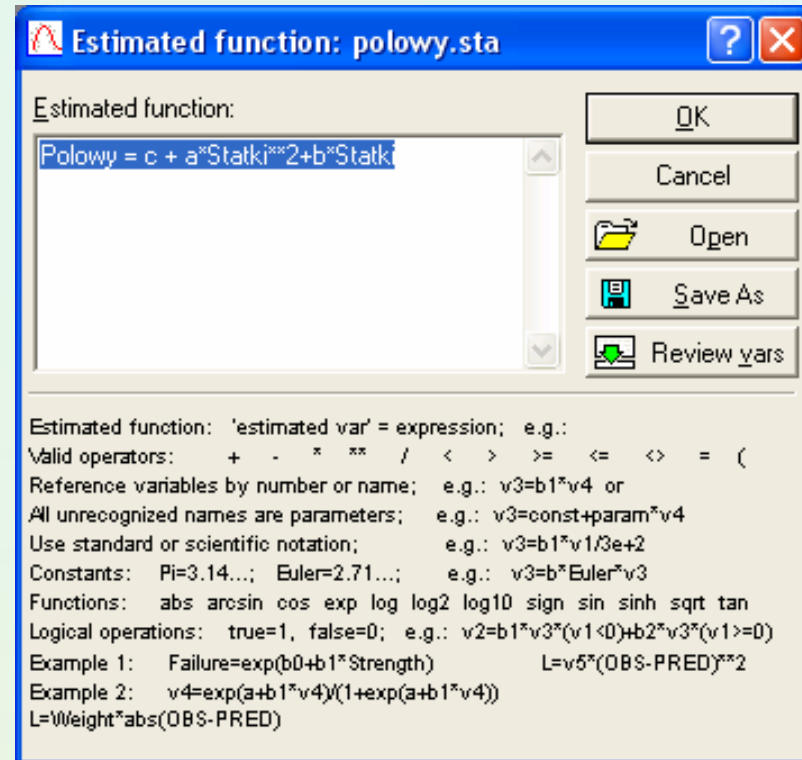 Estimated function: polowy.sta
Estimated function:
Polowy = c + a*Statki**2+b*Statki
OK
Cancel
Open
Save As
Review vars
Estimated function: 'estimated var' = expression; e.g.:
Valid operators: + - * ** / < > >= <= <> = (
Reference variables by number or name; e.g.: v3=b1*v4 or
All unrecognized names are parameters; e.g.: v3=const+param*v4
Use standard or scientific notation; e.g.: v3=b1*v1/3e+2
Constants: Pi=3.14...; Euler=2.71...; e.g.: v3=b*Euler*v3
Functions: abs arcsin cos exp log log2 log10 sign sin sinh sqrt tan
Logical operations: true=1, false=0; e.g.: v2=b1*v3*(v1<0)+b2*v3*(v1>=0)
Example 1: Failure=exp(b0+b1*Strength) L=v5*(OBS-PRED)**2
Example 2: v4=exp(a+b1*v4)/(1+exp(a+b1*v4))
L=Weight*abs(OBS-PRED)